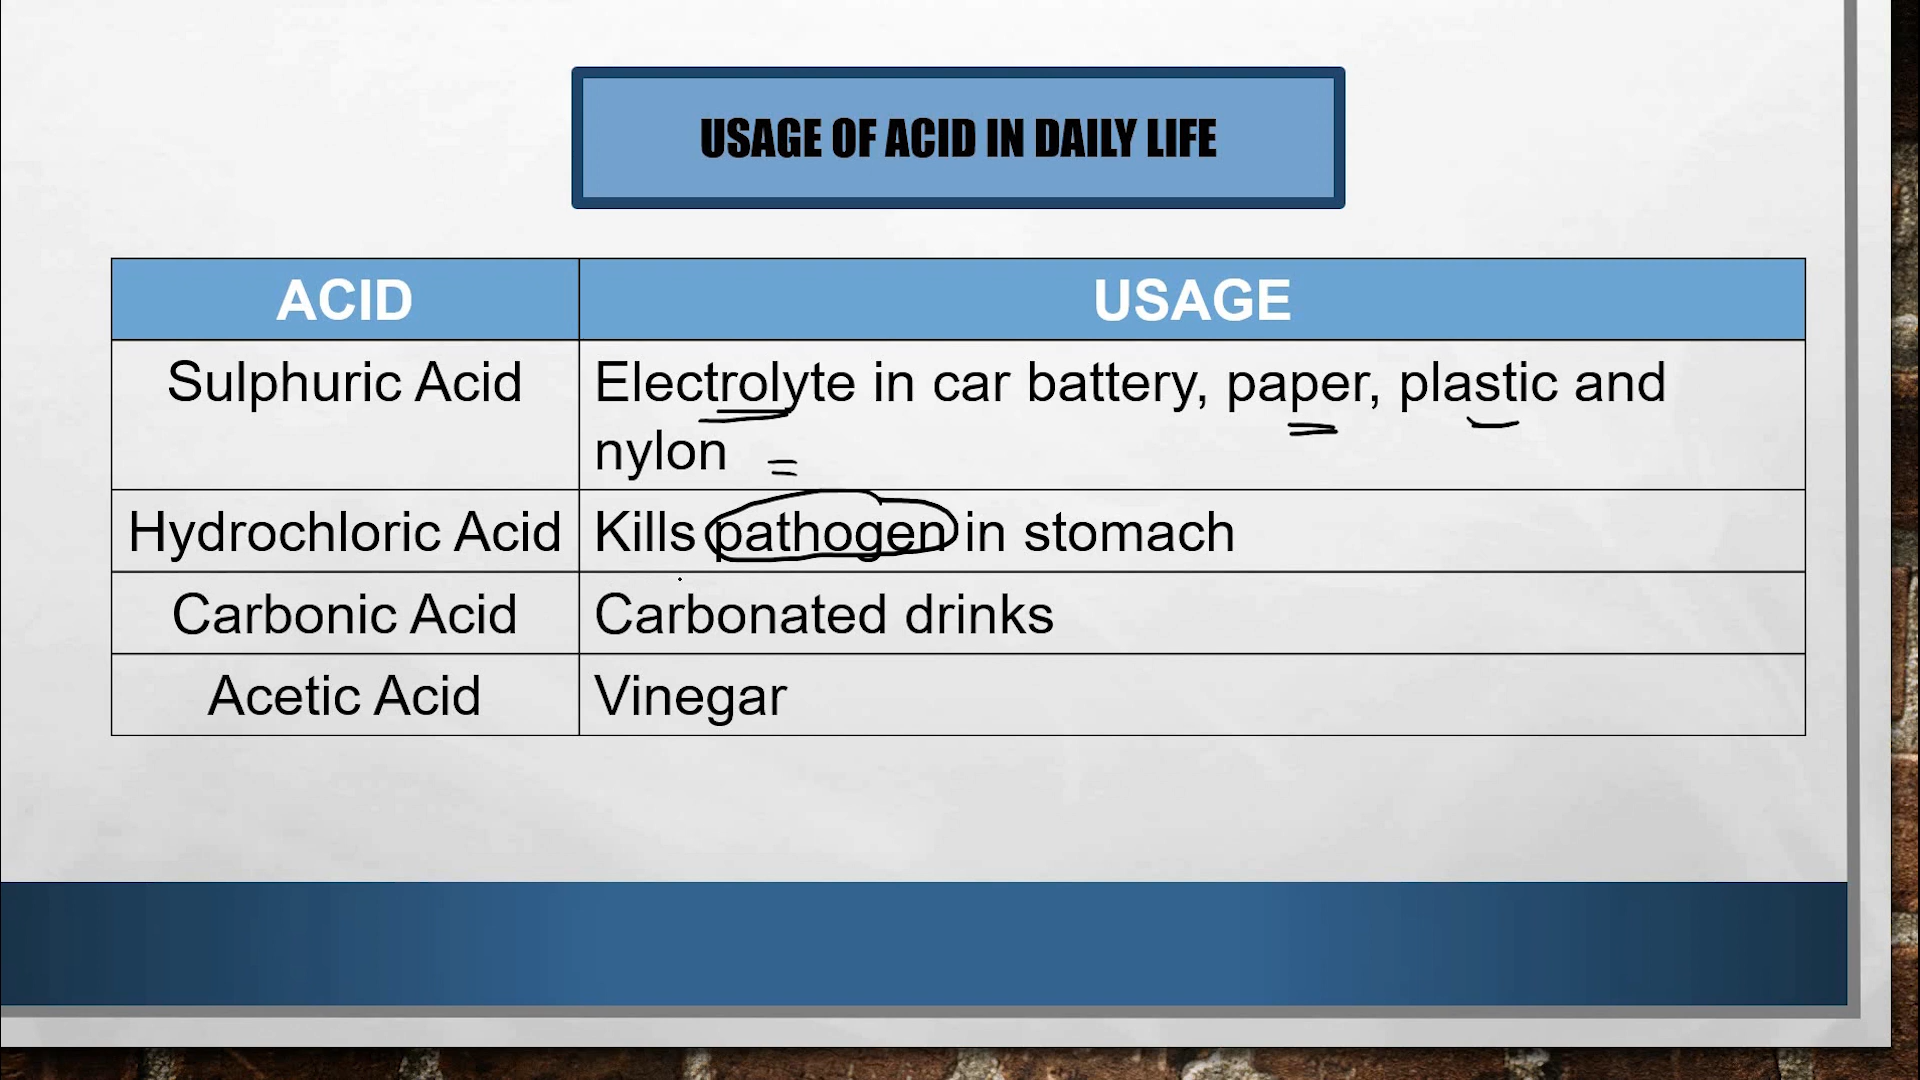 USAGE OF ACID IN DAILY LIFE
ACID USAGE
Sulphuric Acid Electrolyte in car battery, paper, plastic and
nylon
Hydrochloric Acid Kills pathogen in stomach
Carbonic Acid Carbonated drinks
Acetic Acid Vinegar